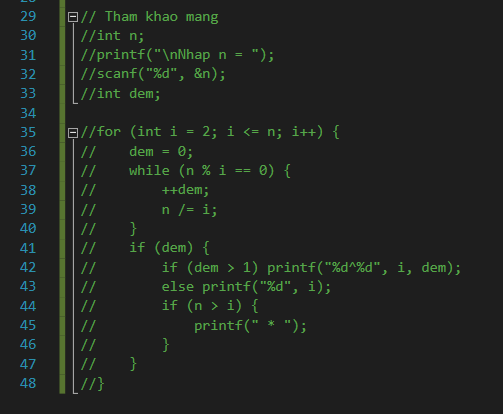 29 // Tham khao mang
30 //int n;
31 //printf("\nNhap n = ");
32 //scanf("%d", &n);
33 //int dem;
34
35 //for (int i = 2; i <= n; i++) {
36 //    dem = 0;
37 //    while (n % i == 0) {
38 //        ++dem;
39 //        n /= i;
40 //    }
41 //    if (dem) {
42 //        if (dem > 1) printf("%d^%d", i, dem);
43 //        else printf("%d", i);
44 //        if (n > i) {
45 //            printf(" * ");
46 //        }
47 //    }
48 //}